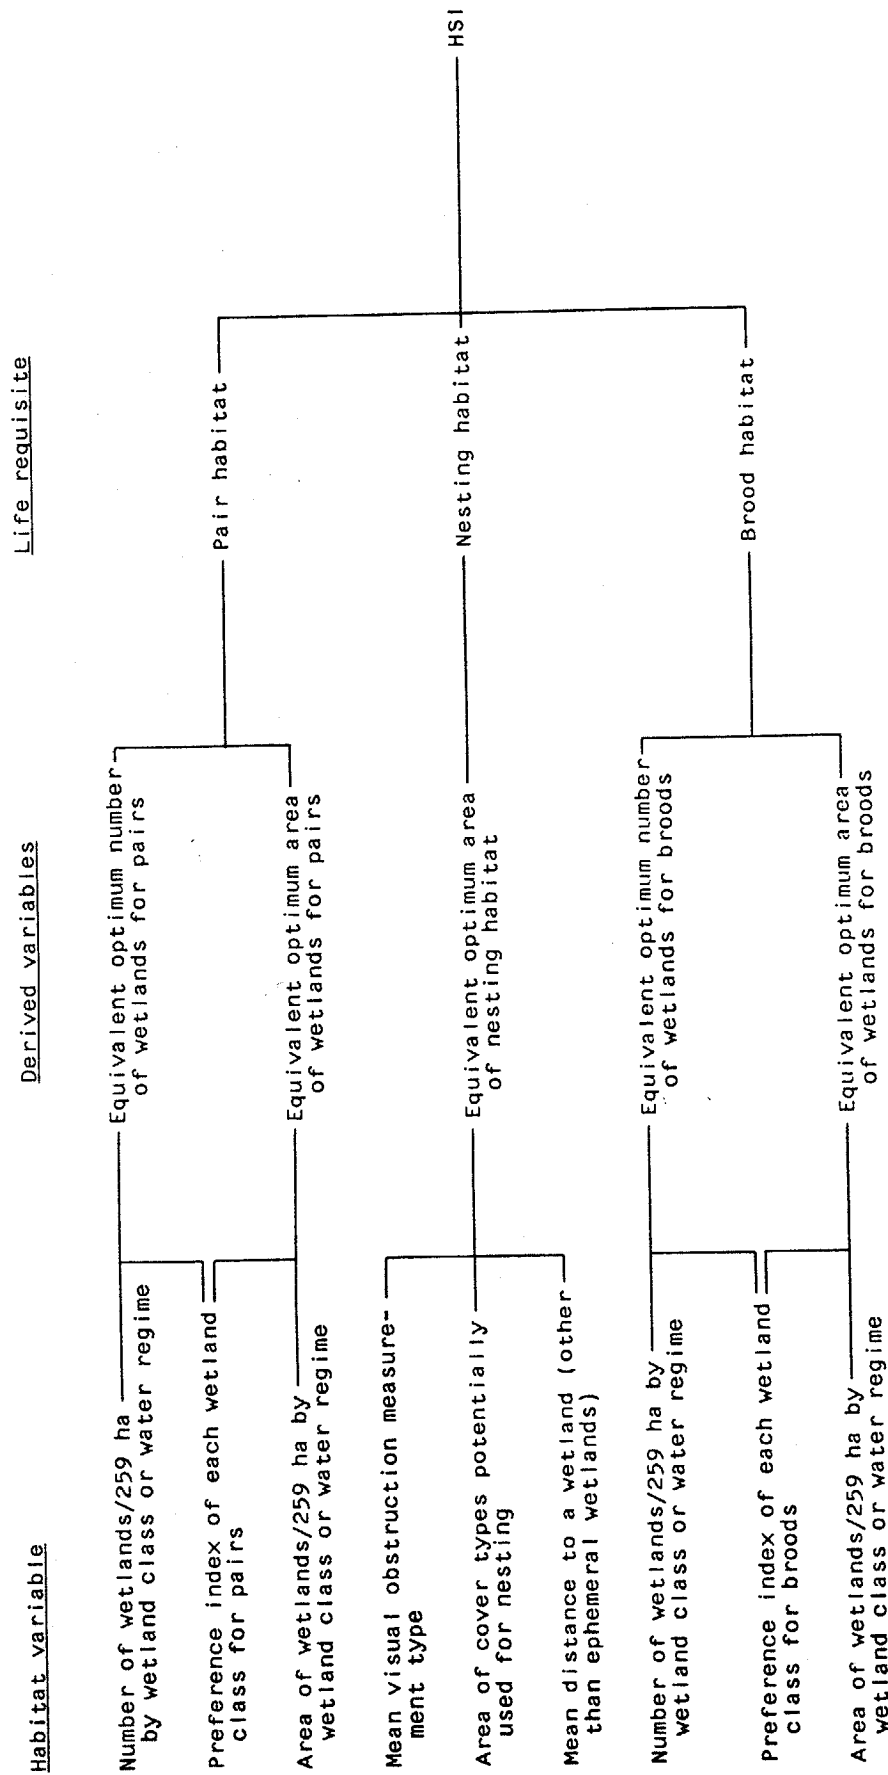 Habitat variable
Derived variables
Life requisite
Number of wetlands/259 ha
by wetland class or water regime
Preference index of each wetland
class for pairs
Area of wetlands/259 ha by
wetland class or water regime
Mean visual obstruction measure-
ment type
Area of cover types potentially
used for nesting
Mean distance to a wetland (other
than ephemeral wetlands)
Number of wetlands/259 ha by
wetland class or water regime
Preference index of each wetland
class for broods
Area of wetlands/259 ha by
wetland class or water regime
Equivalent optimum number
of wetlands for pairs
Equivalent optimum area
of wetlands for pairs
Equivalent optimum area
of nesting habitat
Equivalent optimum number
of wetlands for broods
Equivalent optimum area
of wetlands for broods
Pair habitat
Nesting habitat
Brood habitat
HSI